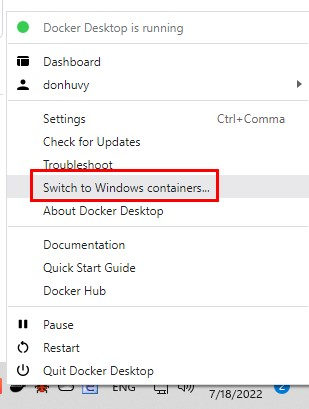 Docker Desktop is running
Dashboard
donhuvy
Settings Ctrl+Comma
Check for Updates
Troubleshoot
Switch to Windows containers...
About Docker Desktop
Documentation
Quick Start Guide
Docker Hub
Pause
Restart
Quit Docker Desktop
ENG
7/18/2022
2